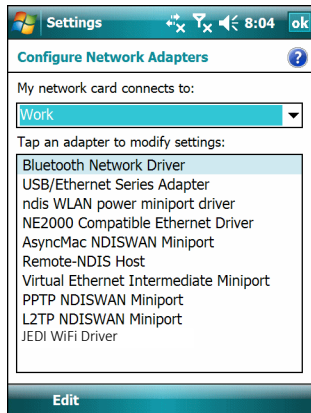 Settings 8:04 ok
Configure Network Adapters ?
My network card connects to:
Work
Tap an adapter to modify settings:
Bluetooth Network Driver
USB/Ethernet Series Adapter
ndis WLAN power miniport driver
NE2000 Compatible Ethernet Driver
AsyncMac NDISWAN Miniport
Remote-NDIS Host
Virtual Ethernet Intermediate Miniport
PPTP NDISWAN Miniport
L2TP NDISWAN Miniport
JEDI WiFi Driver
Edit